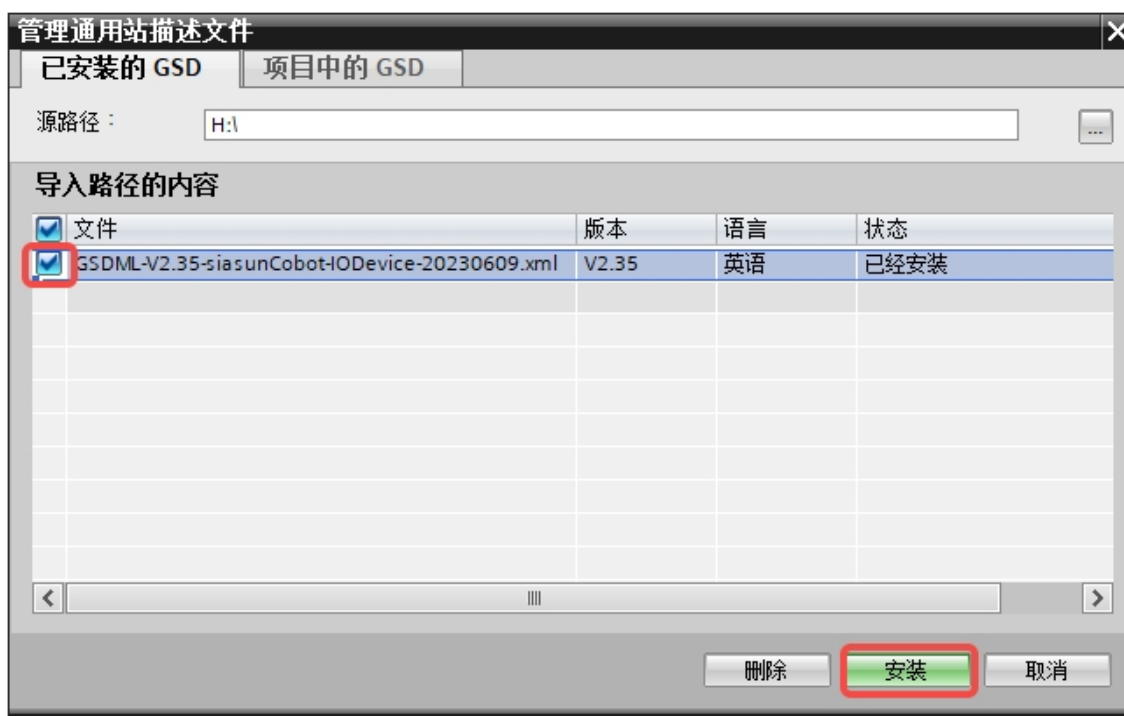 管理通用站描述文件
已安装的 GSD 项目中的 GSD
源路径： H:\ ...
导入路径的内容
文件 版本 语言 状态
GSDML-V2.35-siasunCobot-IODevice-20230609.xml V2.35 英语 已经安装
删除 安装 取消